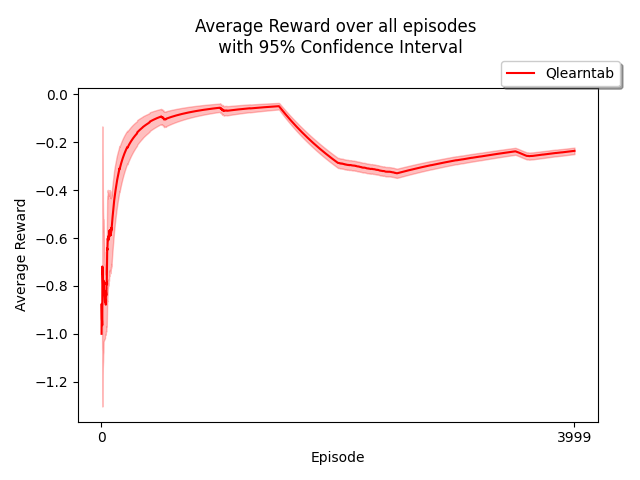 Average Reward over all episodes
with 95% Confidence Interval
Qlearntab
0.0
−0.2
−0.4
−0.6
−0.8
−1.0
−1.2
Average Reward
0
3999
Episode